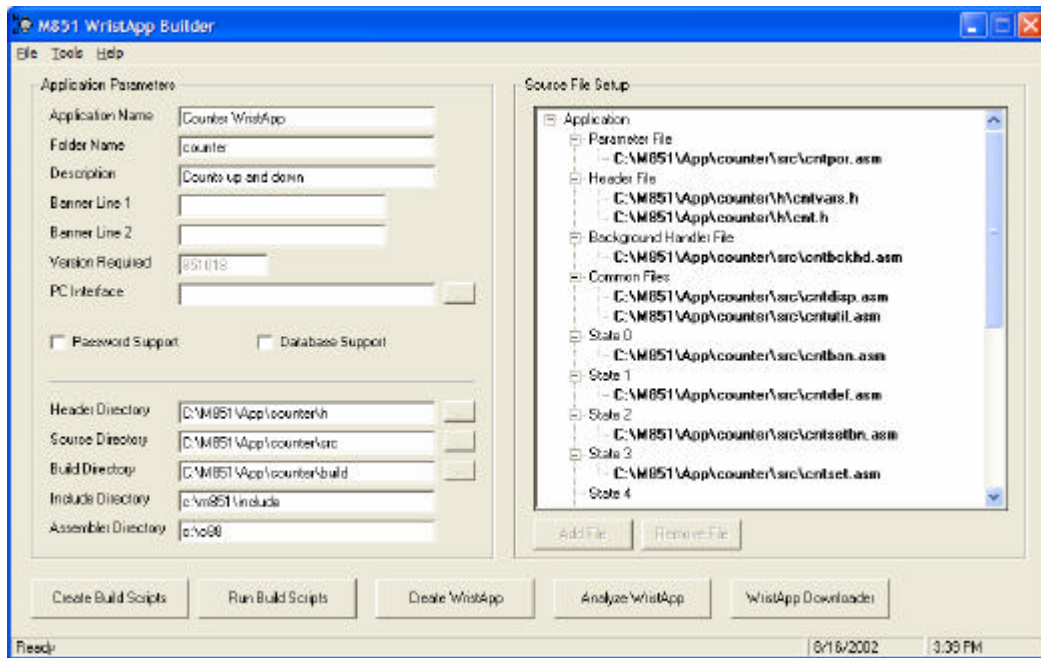 M851 WristApp Builder
File Tools Help
Application Parameters
Application Name Counter WristApp
Folder Name counter
Description Counts up and down
Banner Line 1
Banner Line 2
Version Required 851018
PC Interface
Password Support Database Support
Header Directory C:\M851\App\counter\h
Source Directory C:\M851\App\counter\src
Build Directory C:\M851\App\counter\build
Include Directory c:\m851\include
Assembler Directory c:\c88
Source File Setup
Application
Parameter File
C:\M851\App\counter\src\cntpar.asm
Header File
C:\M851\App\counter\h\cntvars.h
C:\M851\App\counter\h\cnt.h
Background Handler File
C:\M851\App\counter\src\cntbckhd.asm
Common Files
C:\M851\App\counter\src\cntdisp.asm
C:\M851\App\counter\src\cntutil.asm
State 0
C:\M851\App\counter\src\cntban.asm
State 1
C:\M851\App\counter\src\cntdef.asm
State 2
C:\M851\App\counter\src\cntsetbn.asm
State 3
C:\M851\App\counter\src\cntset.asm
State 4
Add File Remove File
Create Build Scripts Run Build Scripts Create WristApp Analyze WristApp WristApp Downloader
Ready 8/16/2002 3:39 PM